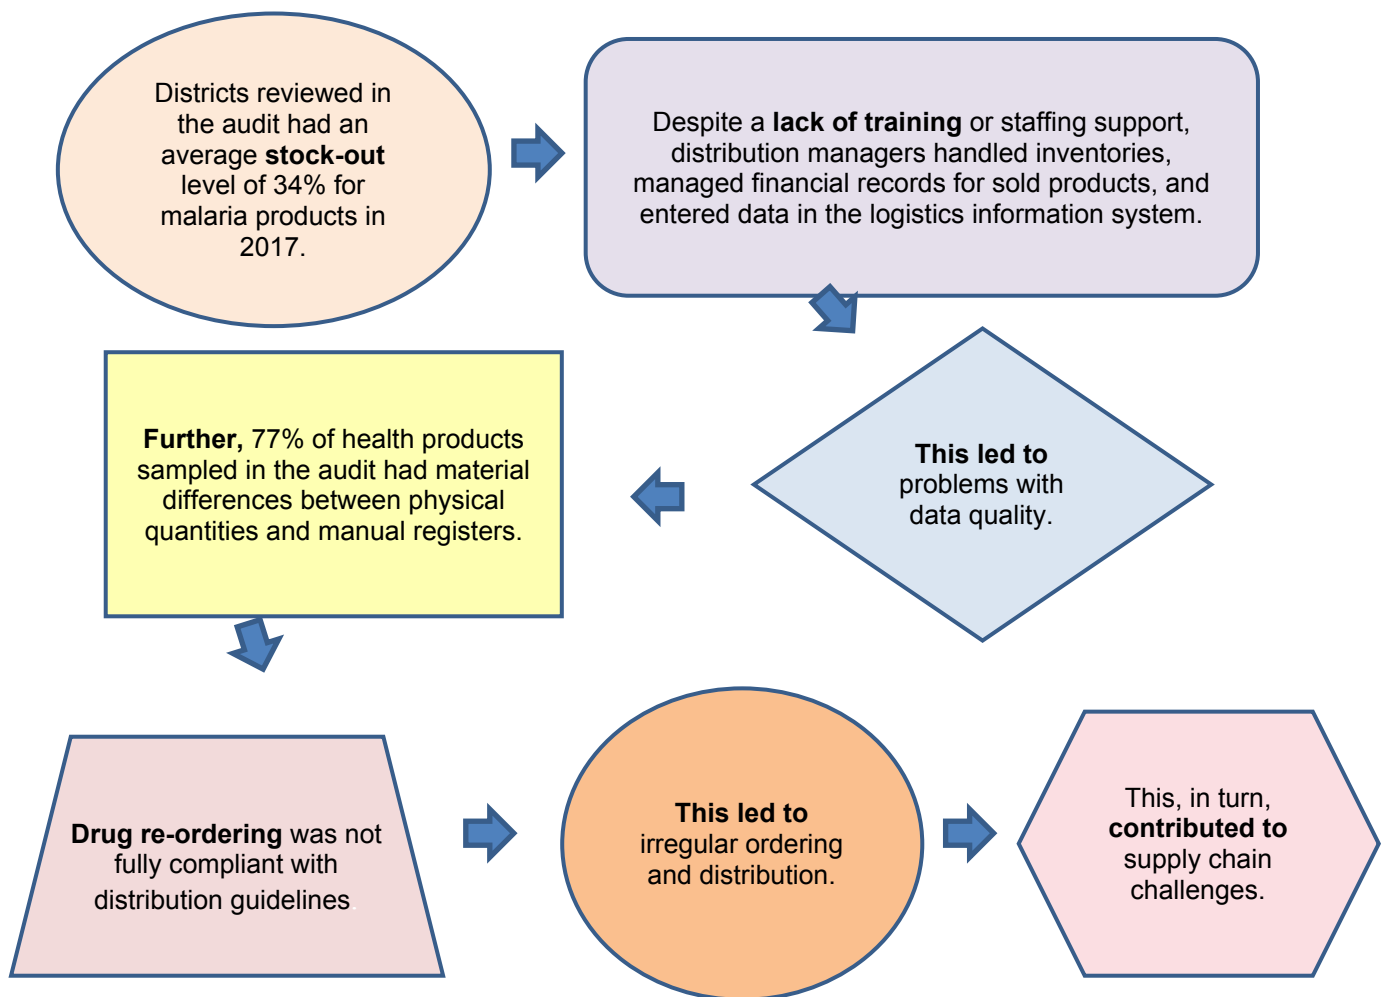 Districts reviewed in
the audit had an
average stock-out
level of 34% for
malaria products in
2017.
Despite a lack of training or staffing support,
distribution managers handled inventories,
managed financial records for sold products, and
entered data in the logistics information system.
This led to
problems with
data quality.
Further, 77% of health products
sampled in the audit had material
differences between physical
quantities and manual registers.
Drug re-ordering was not
fully compliant with
distribution guidelines.
This led to
irregular ordering
and distribution.
This, in turn,
contributed to
supply chain
challenges.